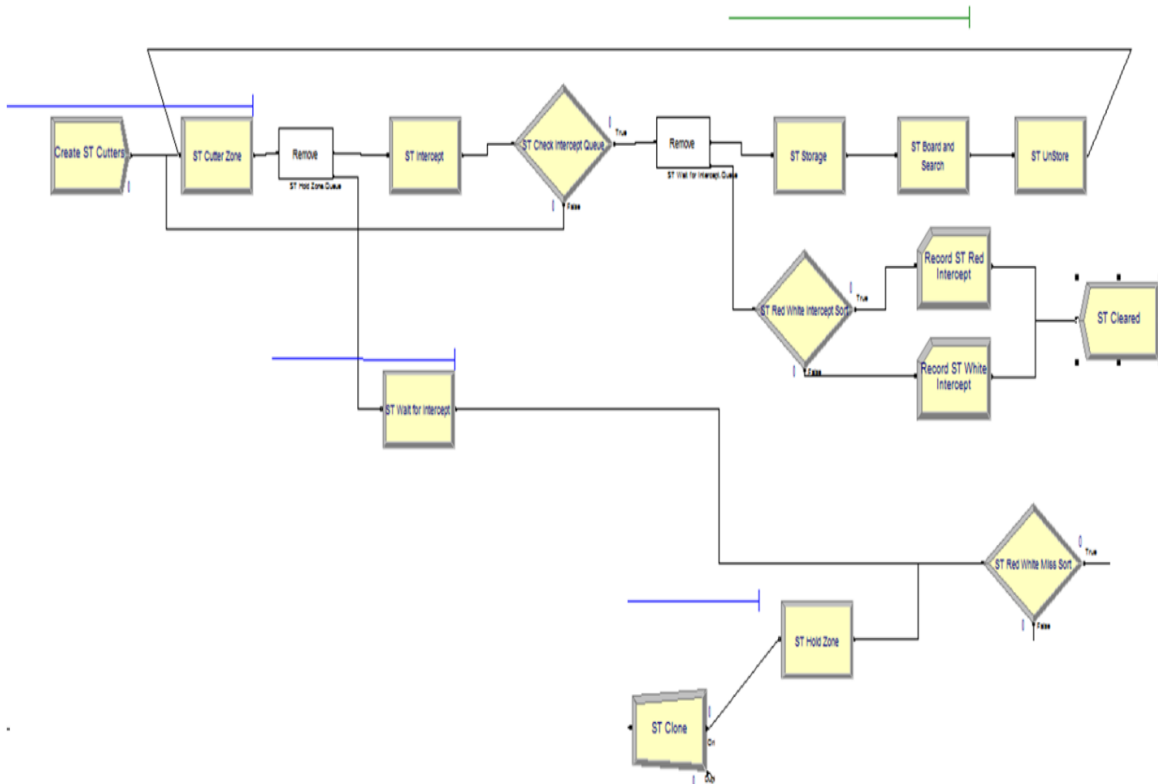 Create ST Cutters
ST Cutter Zone
Remove
ST Hold Zone.Queue
ST Intercept
ST Check Intercept Queue
True
False
Remove
ST Wait for Intercept.Queue
ST Storage
ST Board and
Search
ST UnStore
ST Red White Intercept Sort
True
False
Record ST Red
Intercept
Record ST White
Intercept
ST Cleared
ST Wait for Intercept
ST Red White Miss Sort
True
False
ST Hold Zone
ST Clone